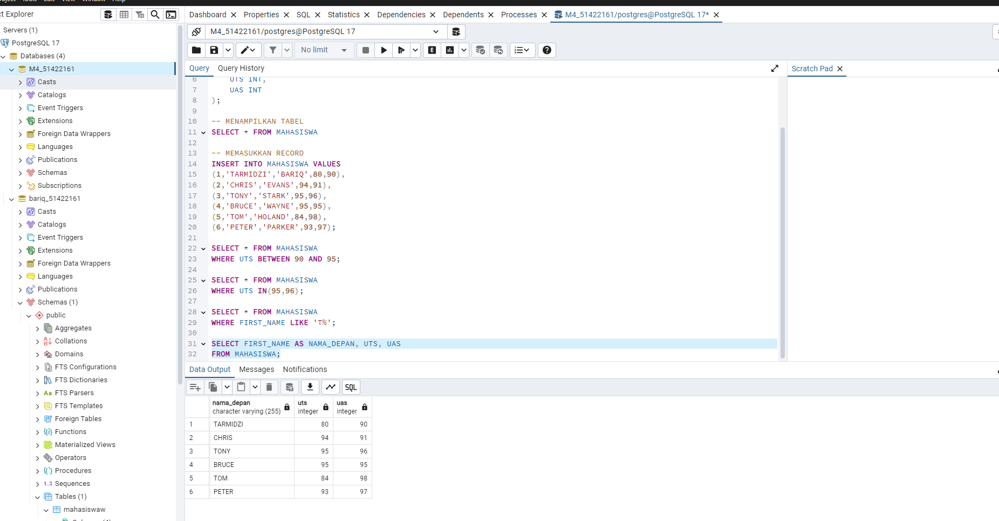 Object Tools Edit View Window Help
ct Explorer
Servers (1)
PostgreSQL 17
Databases (4)
M4_51422161
Casts
Catalogs
Event Triggers
Extensions
Foreign Data Wrappers
Languages
Publications
Schemas
Subscriptions
bariq_51422161
Casts
Catalogs
Event Triggers
Extensions
Foreign Data Wrappers
Languages
Publications
Schemas (1)
public
Aggregates
Collations
Domains
FTS Configurations
FTS Dictionaries
Aa FTS Parsers
FTS Templates
Foreign Tables
Functions
Materialized Views
Operators
Procedures
1..3 Sequences
Tables (1)
mahasiswaw
Dashboard Properties SQL Statistics Dependencies Dependents Processes M4_51422161/postgres@PostgreSQL 17*
M4_51422161/postgres@PostgreSQL 17
No limit E
Query Query History
Scratch Pad
6 UTS INT,
7 UAS INT
8 );
9
10 -- MENAMPILKAN TABEL
11 SELECT * FROM MAHASISWA
12
13 -- MEMASUKKAN RECORD
14 INSERT INTO MAHASISWA VALUES
15 (1,'TARMIDZI','BARIQ',80,90),
16 (2,'CHRIS','EVANS',94,91),
17 (3,'TONY','STARK',95,96),
18 (4,'BRUCE','WAYNE',95,95),
19 (5,'TOM','HOLAND',84,98),
20 (6,'PETER','PARKER',93,97);
21
22 SELECT * FROM MAHASISWA
23 WHERE UTS BETWEEN 90 AND 95;
24
25 SELECT * FROM MAHASISWA
26 WHERE UTS IN(95,96);
27
28 SELECT * FROM MAHASISWA
29 WHERE FIRST_NAME LIKE 'T%';
30
31 SELECT FIRST_NAME AS NAMA_DEPAN, UTS, UAS
32 FROM MAHASISWA;
Data Output Messages Notifications
SQL
nama_depan uts uas
character varying (255) integer integer
1 TARMIDZI 80 90
2 CHRIS 94 91
3 TONY 95 96
4 BRUCE 95 95
5 TOM 84 98
6 PETER 93 97